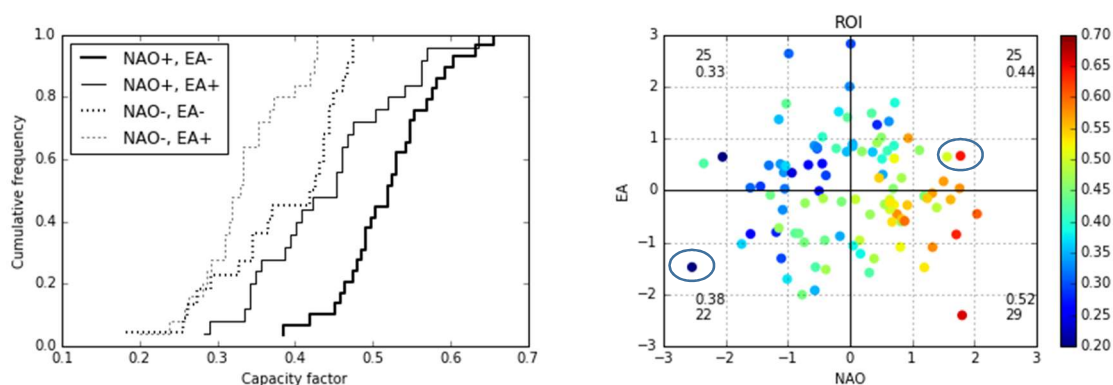 1.0
0.8
0.6
0.4
0.2
0.0
Cumulative frequency
NAO+, EA-
NAO+, EA+
NAO-, EA-
NAO-, EA+
0.1 0.2 0.3 0.4 0.5 0.6 0.7
Capacity factor
ROI
3
2
1
0
−1
−2
−3
EA
25
0.33
25
0.44
0.38
22
0.52
29
−3 −2 −1 0 1 2 3
NAO
0.70
0.65
0.60
0.55
0.50
0.45
0.40
0.35
0.30
0.25
0.20